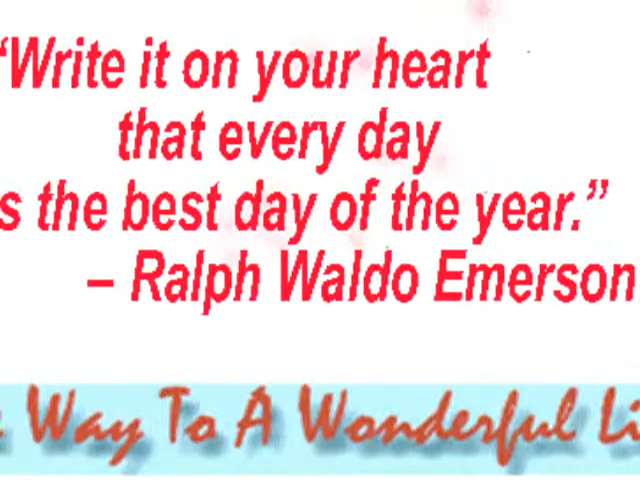 “Write it on your heart
that every day
s the best day of the year.”
– Ralph Waldo Emerson
Way To A Wonderful Li